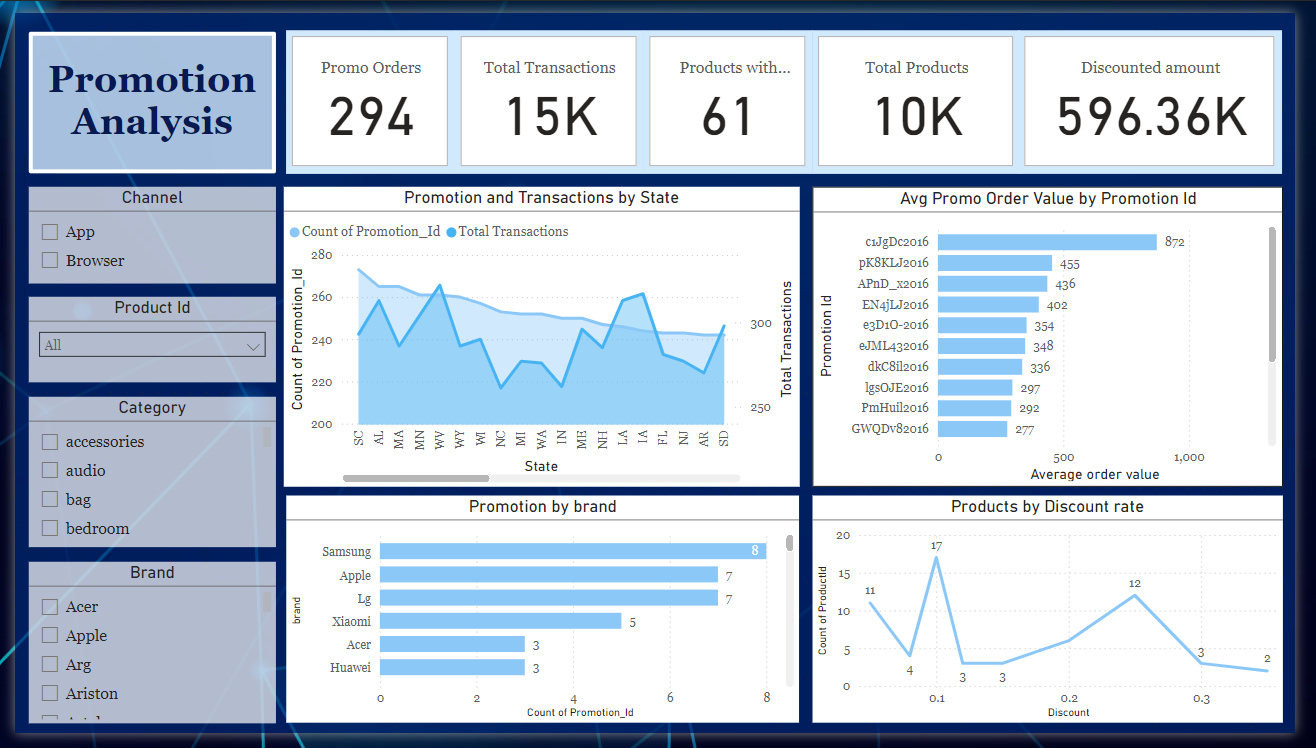 Promotion
Analysis
Promo Orders
294
Total Transactions
15K
Products with...
61
Total Products
10K
Discounted amount
596.36K
Channel
App
Browser
Product Id
All
Category
accessories
audio
bag
bedroom
Brand
Acer
Apple
Arg
Ariston
Promotion and Transactions by State
Count of Promotion_Id
Total Transactions
Count of Promotion_Id
280
260
240
220
200
300
250
Total Transactions
SC
AL
MA
MN
WV
WY
WI
NC
MI
WA
IN
ME
NH
LA
IA
FL
NJ
AR
SD
State
Avg Promo Order Value by Promotion Id
Promotion Id
c1JgDc2016 872
pK8KLJ2016 455
APnD_x2016 436
EN4jLJ2016 402
e3D1O-2016 354
eJML432016 348
dkC8il2016 336
lgsOJE2016 297
PmHuil2016 292
GWQDv82016 277
0 500 1,000
Average order value
Promotion by brand
brand
Samsung 8
Apple 7
Lg 7
Xiaomi 5
Acer 3
Huawei 3
0 2 4 6 8
Count of Promotion_Id
Products by Discount rate
Count of ProductId
20
15
10
5
0
11
4
17
3
3
12
3
2
0.1 0.2 0.3
Discount